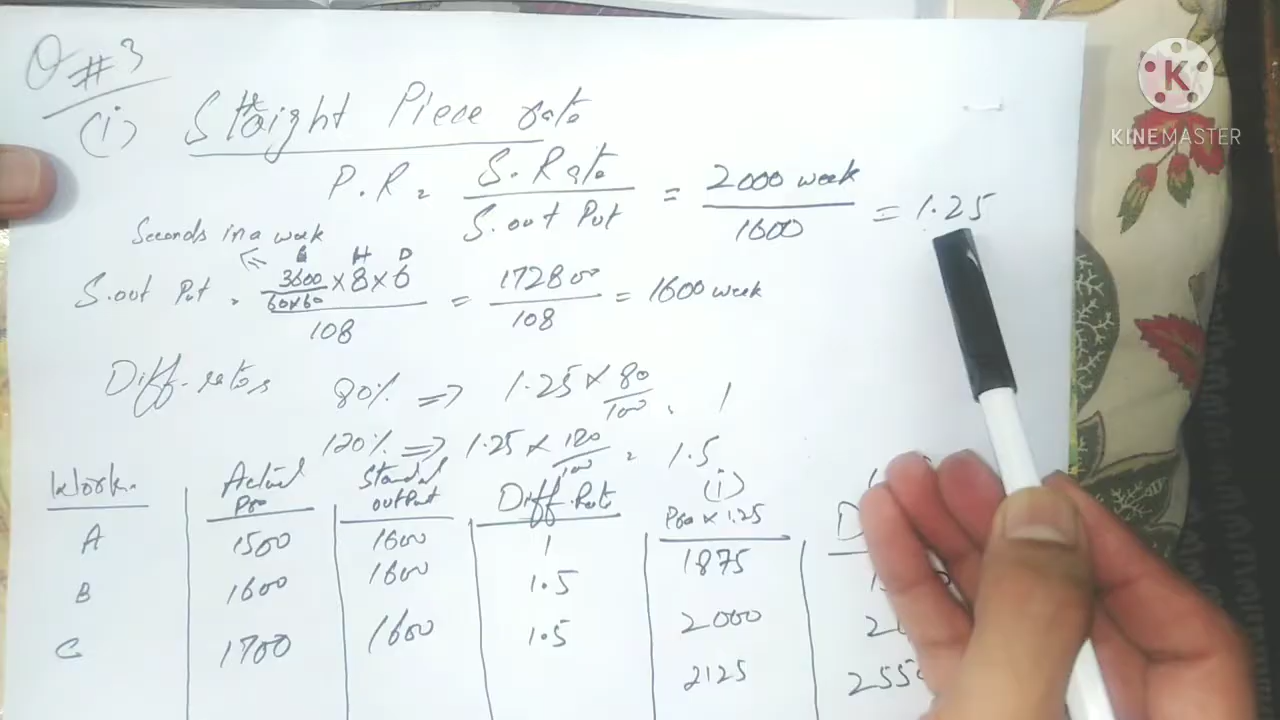 Q#3
(i) Straight Piece rate
P.R = S.Rate / S.out Put = 2000 week / 1600 = 1.25
Seconds in a week
H D
S.out Put = 3600 / 60x60 × 8 × 6 / 108 = 172800 / 108 = 1600 week
Diff-rates 80% => 1.25 × 80/100 = 1
120% => 1.25 × 120/100 = 1.5
Work. Actual Pro Standard outPut Diff.Rate (i) Pro × 1.25 D
A 1500 1600 1 1875
B 1600 1600 1.5 2000
C 1700 1600 1.5 2125 2550
K
KINEMASTER